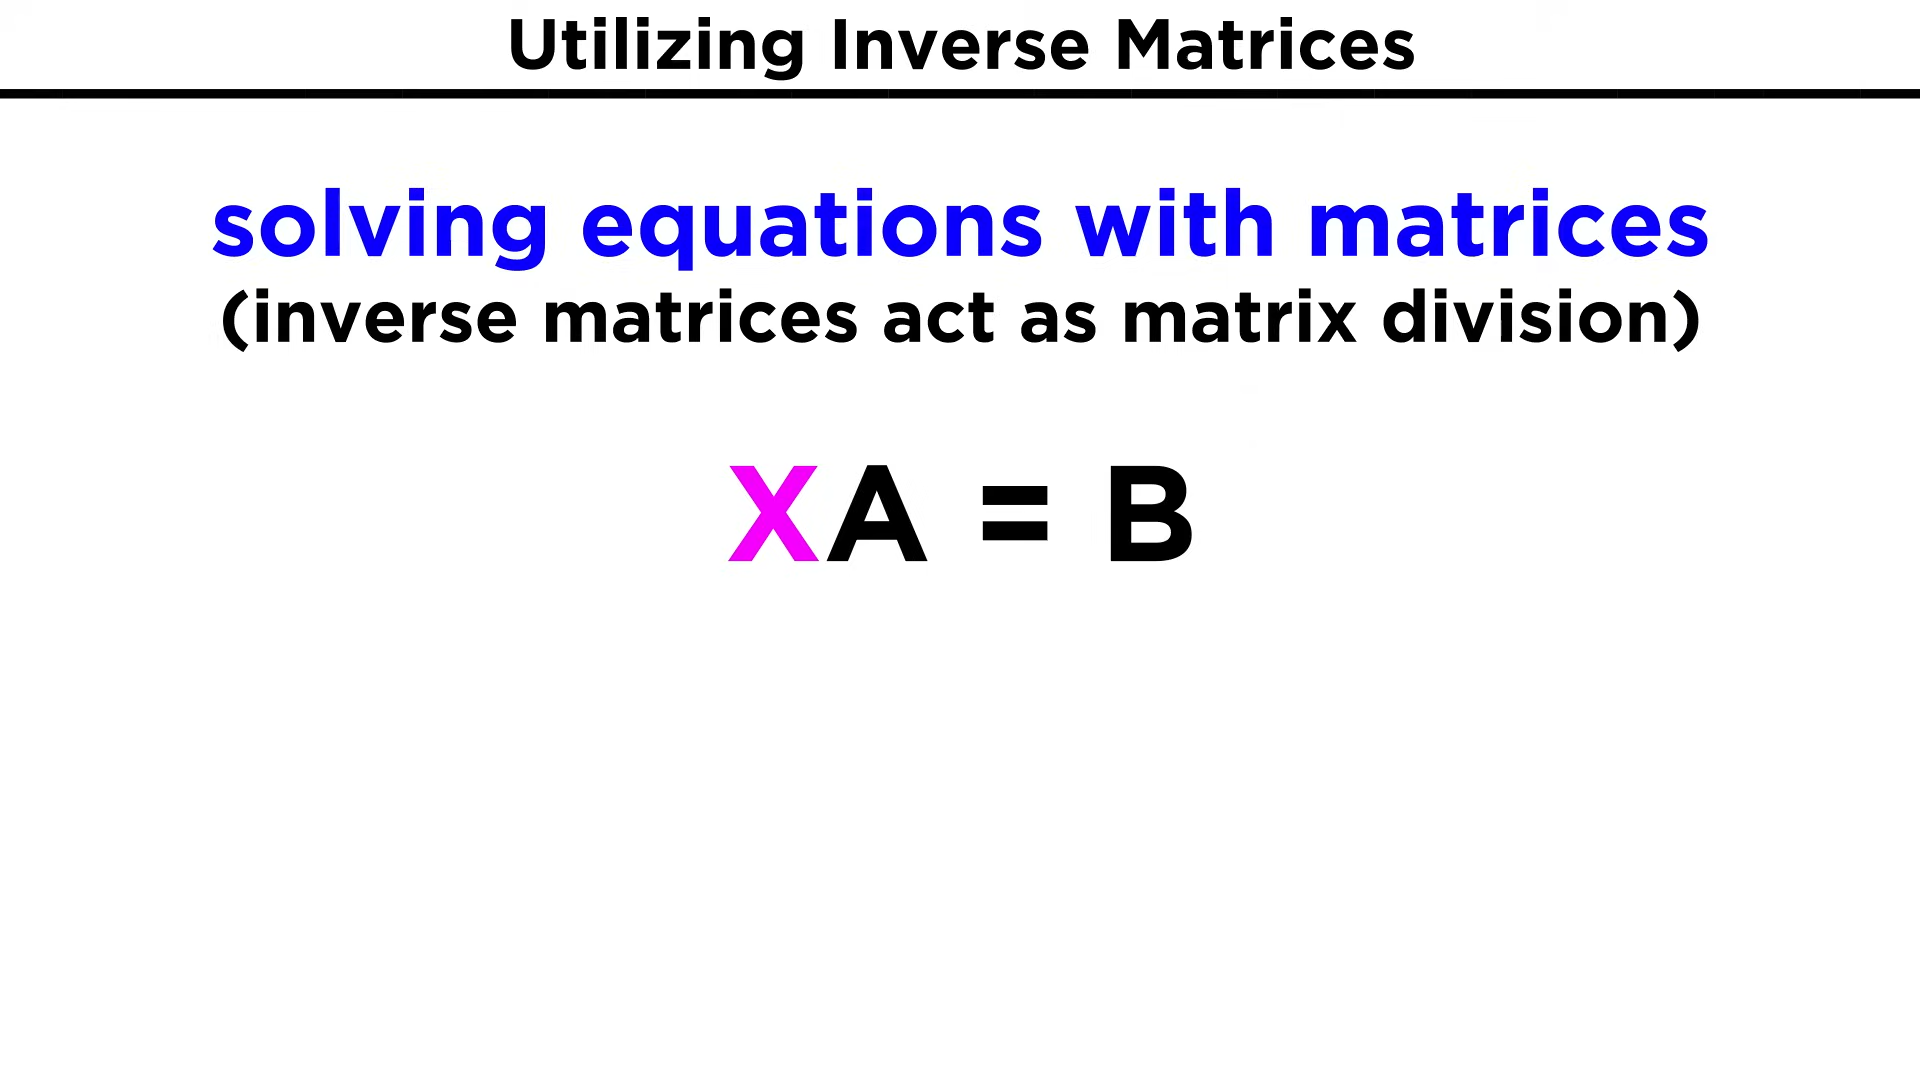 Utilizing Inverse Matrices
solving equations with matrices
(inverse matrices act as matrix division)
XA = B